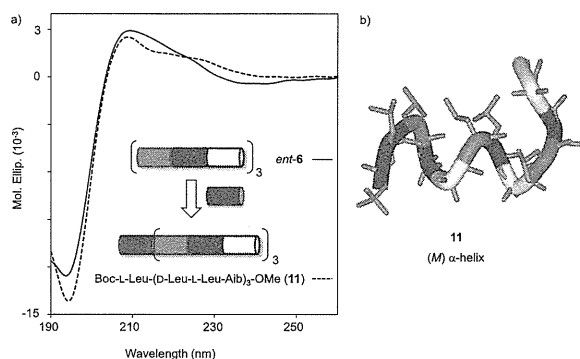 a)
b)
3
0
-15
Mol. Ellip. (10⁻³)
ent-6
3
3
Boc-L-Leu-(D-Leu-L-Leu-Aib)₃-OMe (11)
190
210
230
250
Wavelength (nm)
11
(M) α-helix